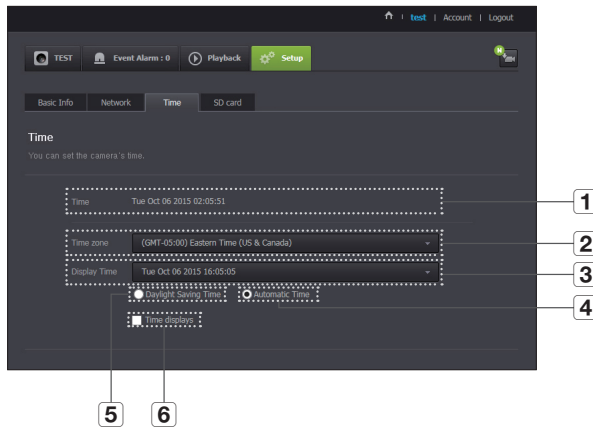 test | Account | Logout
TEST Event Alarm : 0 Playback Setup
N
Basic Info Network Time SD card
Time
You can set the camera's time.
Time Tue Oct 06 2015 02:05:51
1
Time zone (GMT-05:00) Eastern Time (US & Canada)
2
Display Time Tue Oct 06 2015 16:05:05
3
Daylight Saving Time Automatic Time
4
Time displays
5 6